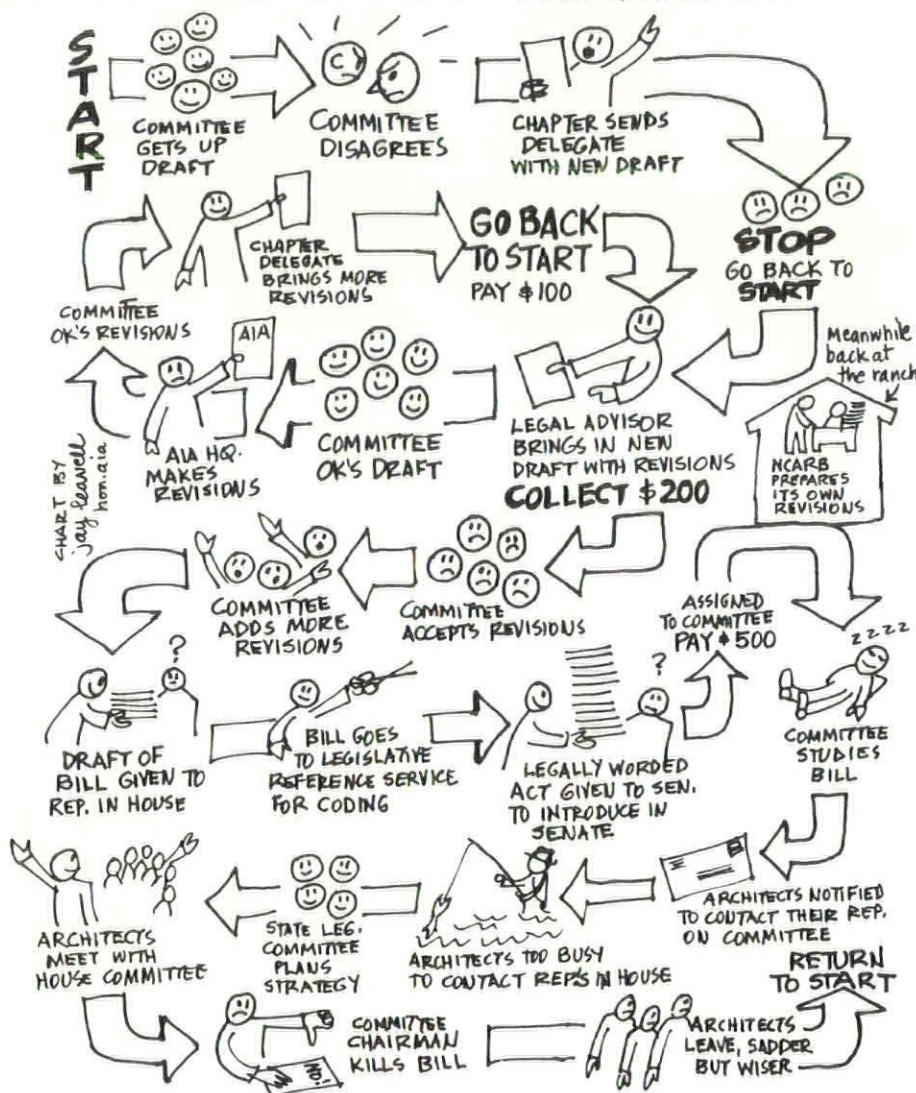 START
COMMITTEE
GETS UP
DRAFT
COMMITTEE
DISAGREES
CHAPTER SENDS
DELEGATE
WITH NEW DRAFT
STOP
GO BACK TO
START
GO BACK
TO START
PAY $100
CHAPTER
DELEGATE
BRINGS MORE
REVISIONS
COMMITTEE
OK'S REVISIONS
AIA
AIA HQ.
MAKES
REVISIONS
COMMITTEE
OK'S DRAFT
LEGAL ADVISOR
BRINGS IN NEW
DRAFT WITH REVISIONS
COLLECT $200
Meanwhile
back at
the ranch
NCARB
PREPARES
ITS OWN
REVISIONS
CHART BY
jay leavell
hon. aia
COMMITTEE
ADDS MORE
REVISIONS
COMMITTEE
ACCEPTS REVISIONS
ASSIGNED
TO COMMITTEE
PAY $500
ZZZZ
COMMITTEE
STUDIES
BILL
?
DRAFT OF
BILL GIVEN TO
REP. IN HOUSE
BILL GOES
TO LEGISLATIVE
REFERENCE SERVICE
FOR CODING
?
LEGALLY WORDED
ACT GIVEN TO SEN.
TO INTRODUCE IN
SENATE
ARCHITECTS NOTIFIED
TO CONTACT THEIR REP.
ON COMMITTEE
ARCHITECTS TOO BUSY
TO CONTACT REP'S IN HOUSE
STATE LEG.
COMMITTEE
PLANS
STRATEGY
ARCHITECTS
MEET WITH
HOUSE COMMITTEE
NO!
COMMITTEE
CHAIRMAN
KILLS BILL
ARCHITECTS
LEAVE, SADDER
BUT WISER
RETURN
TO START